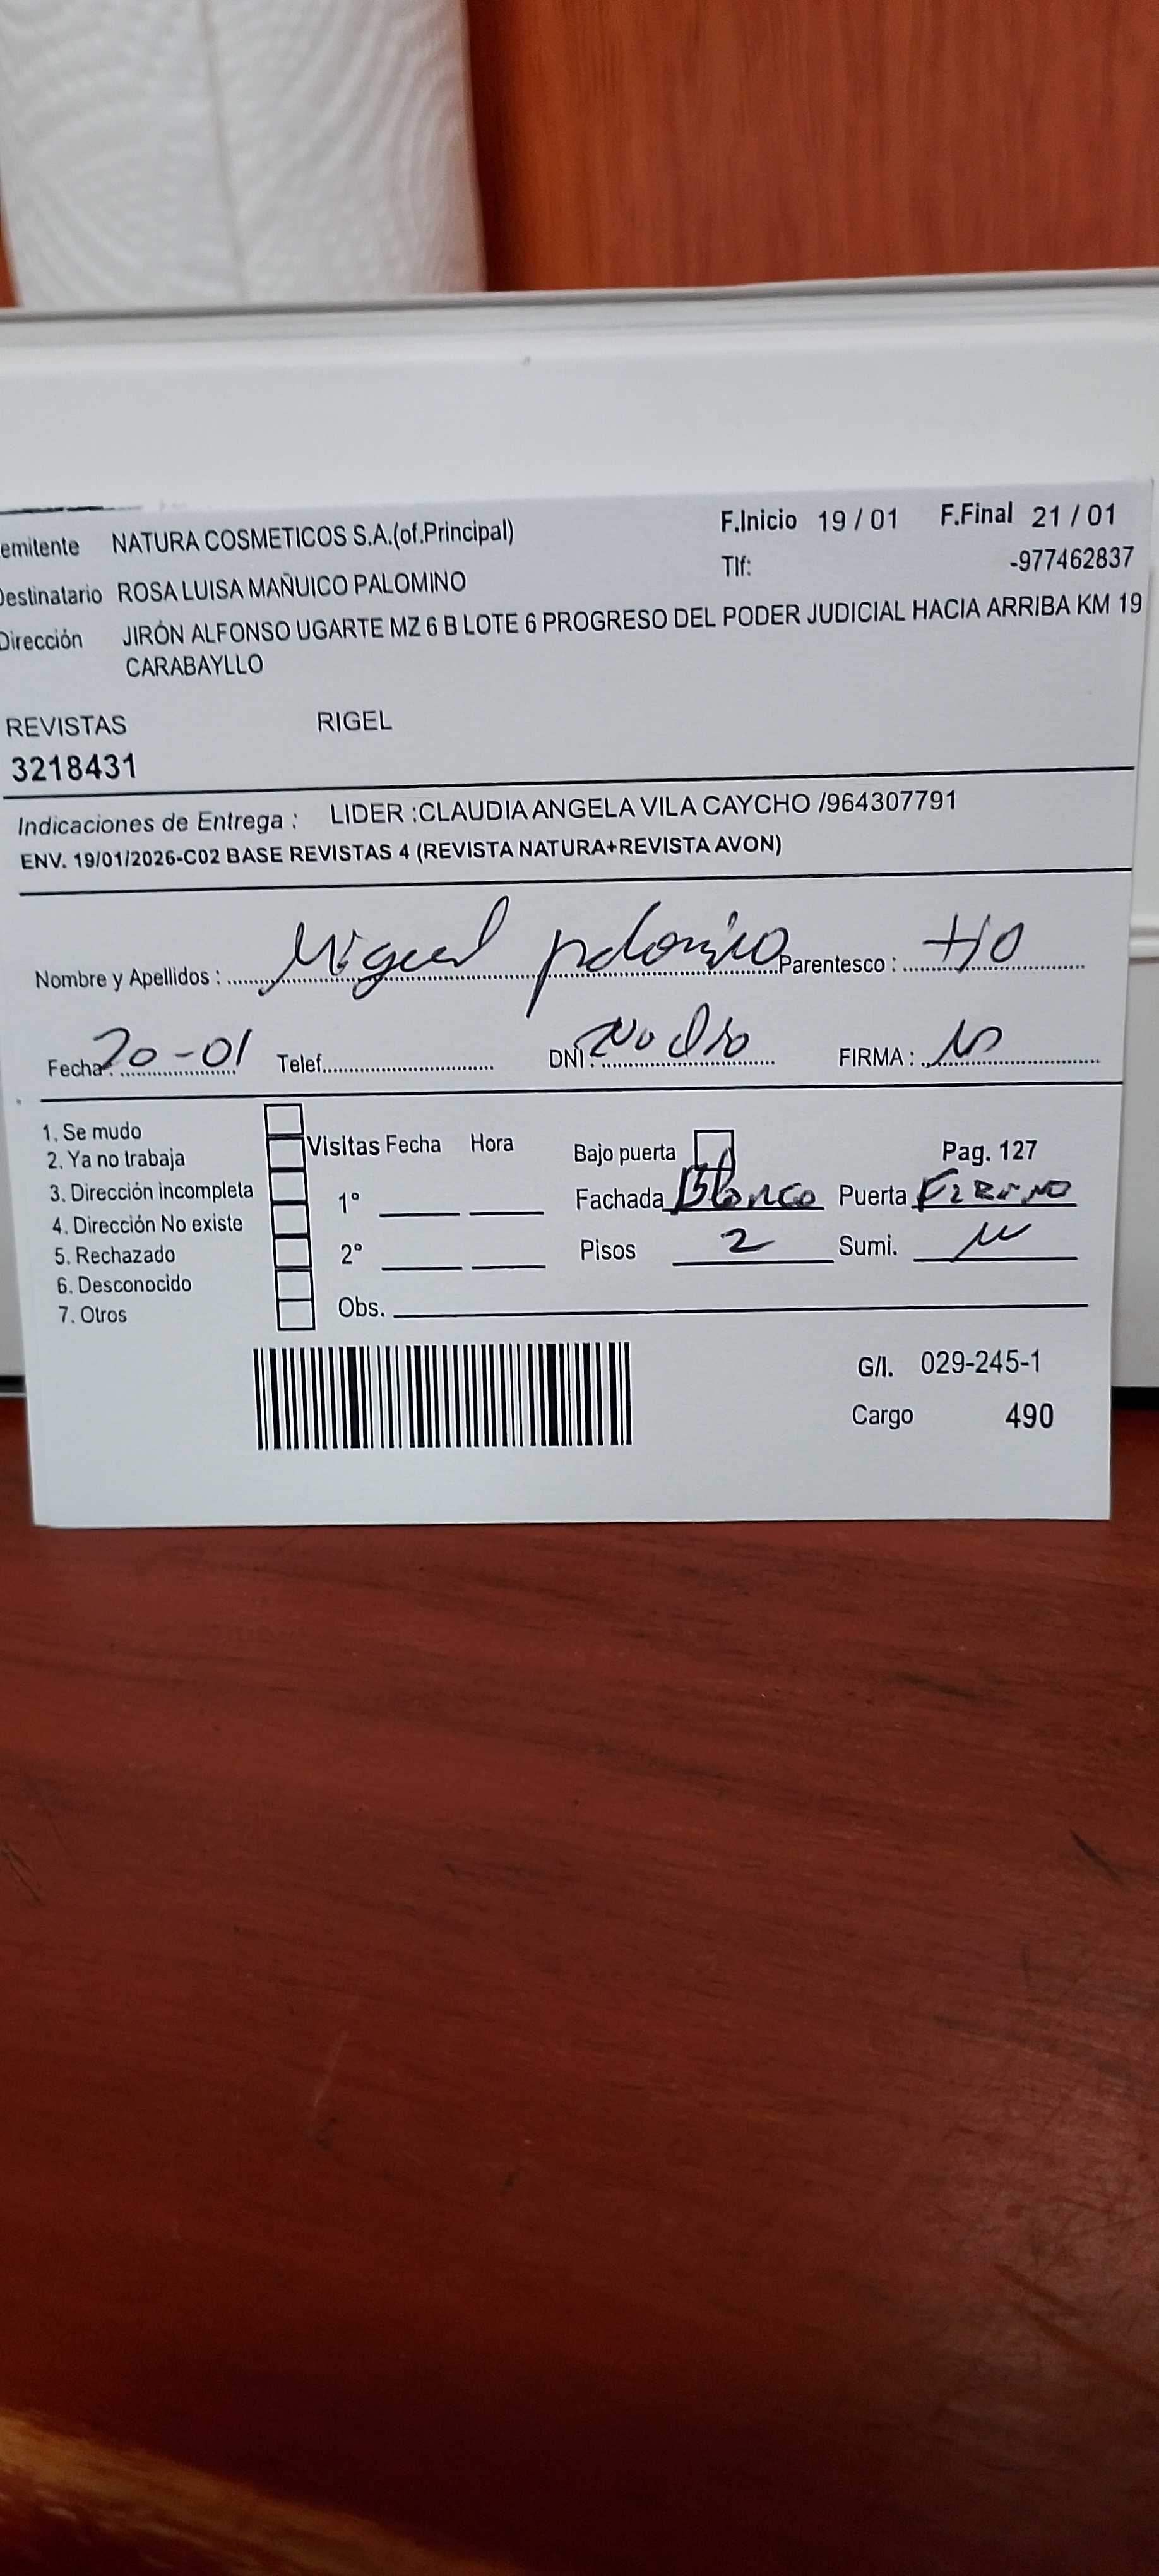 emitente NATURA COSMETICOS S.A.(of.Principal) F.Inicio 19 / 01 F.Final 21 / 01
Destinatario ROSA LUISA MAÑUICO PALOMINO Tlf: -977462837
Dirección JIRÓN ALFONSO UGARTE MZ 6 B LOTE 6 PROGRESO DEL PODER JUDICIAL HACIA ARRIBA KM 19
CARABAYLLO
REVISTAS RIGEL
3218431
Indicaciones de Entrega : LIDER :CLAUDIA ANGELA VILA CAYCHO /964307791
ENV. 19/01/2026-C02 BASE REVISTAS 4 (REVISTA NATURA+REVISTA AVON)
Nombre y Apellidos : Miguel palomino Parentesco : tio
Fecha: 20-01 Telef. DNI: No dio FIRMA :
1. Se mudo
2. Ya no trabaja
3. Dirección incompleta
4. Dirección No existe
5. Rechazado
6. Desconocido
7. Otros
Visitas Fecha Hora
1°
2°
Obs.
Bajo puerta Pag. 127
Fachada Blanco Puerta
Pisos 2 Sumi.
G/l. 029-245-1
Cargo 490